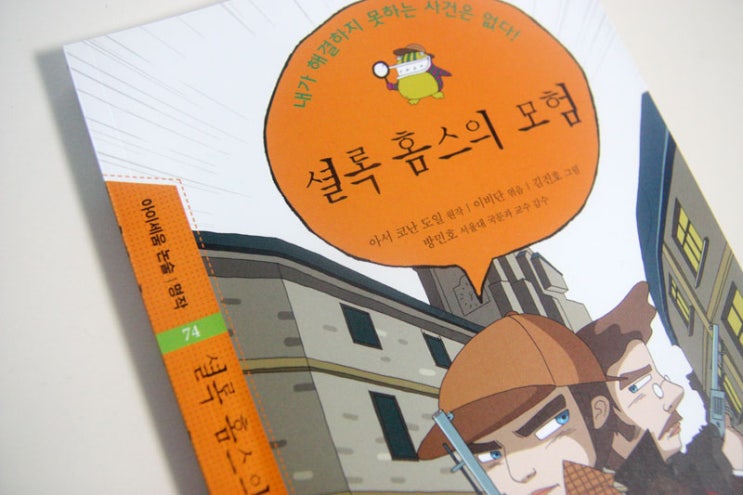 내가 해결하지 못하는 사건은 없다!
셜록 홈스의 모험
아서 코난 도일 원작 | 이비단 엮음 | 김진호 그림
방민호 서울대 국문과 교수 감수
아이세움 논술 | 명작
74
셜록 홈스의